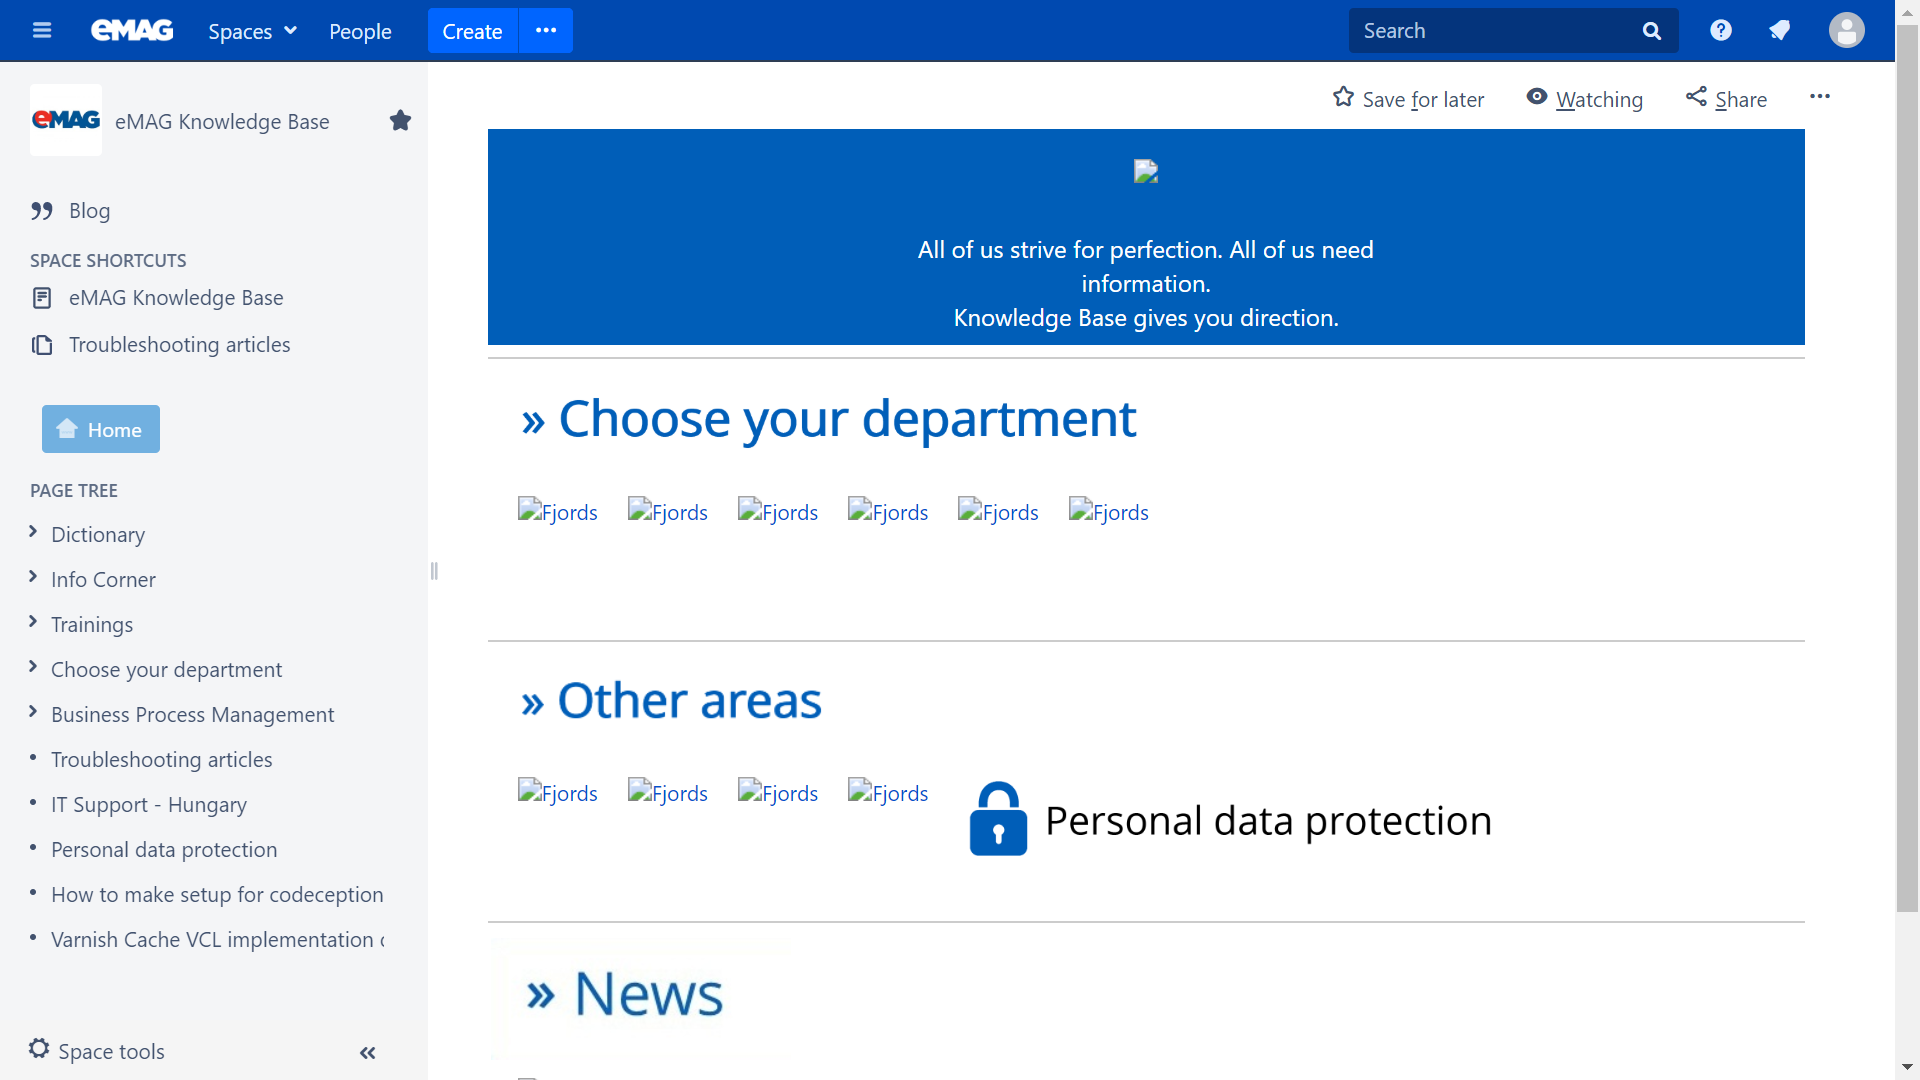 eMAG
Spaces
People
Create
Search
eMAG
eMAG Knowledge Base
Save for later
Watching
Share
Blog
SPACE SHORTCUTS
eMAG Knowledge Base
Troubleshooting articles
Home
PAGE TREE
Dictionary
Info Corner
Trainings
Choose your department
Business Process Management
Troubleshooting articles
IT Support - Hungary
Personal data protection
How to make setup for codeception
Varnish Cache VCL implementation
Space tools
All of us strive for perfection. All of us need
information.
Knowledge Base gives you direction.
» Choose your department
Fjords Fjords Fjords Fjords Fjords Fjords
» Other areas
Fjords Fjords Fjords Fjords
Personal data protection
» News